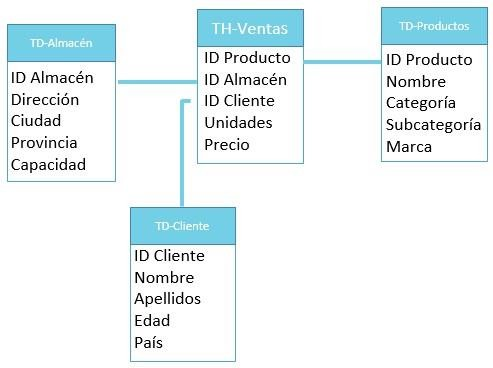 TD-Almacén
ID Almacén
Dirección
Ciudad
Provincia
Capacidad
TH-Ventas
ID Producto
ID Almacén
ID Cliente
Unidades
Precio
TD-Productos
ID Producto
Nombre
Categoría
Subcategoría
Marca
TD-Cliente
ID Cliente
Nombre
Apellidos
Edad
País